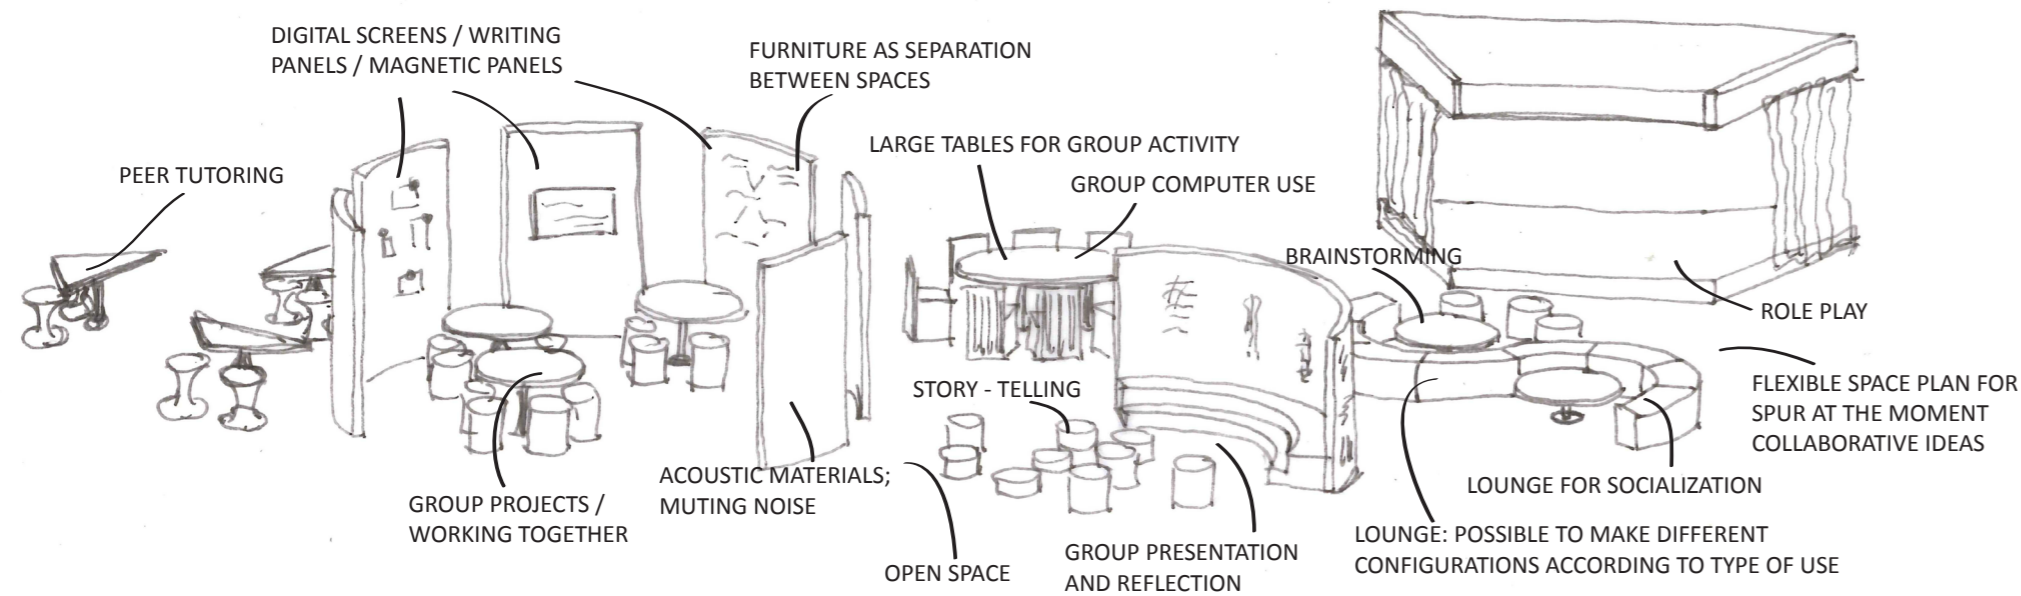 DIGITAL SCREENS / WRITING
PANELS / MAGNETIC PANELS
FURNITURE AS SEPARATION
BETWEEN SPACES
PEER TUTORING
LARGE TABLES FOR GROUP ACTIVITY
GROUP COMPUTER USE
BRAINSTORMING
ROLE PLAY
STORY - TELLING
FLEXIBLE SPACE PLAN FOR
SPUR AT THE MOMENT
COLLABORATIVE IDEAS
ACOUSTIC MATERIALS;
MUTING NOISE
GROUP PROJECTS /
WORKING TOGETHER
OPEN SPACE
GROUP PRESENTATION
AND REFLECTION
LOUNGE FOR SOCIALIZATION
LOUNGE: POSSIBLE TO MAKE DIFFERENT
CONFIGURATIONS ACCORDING TO TYPE OF USE